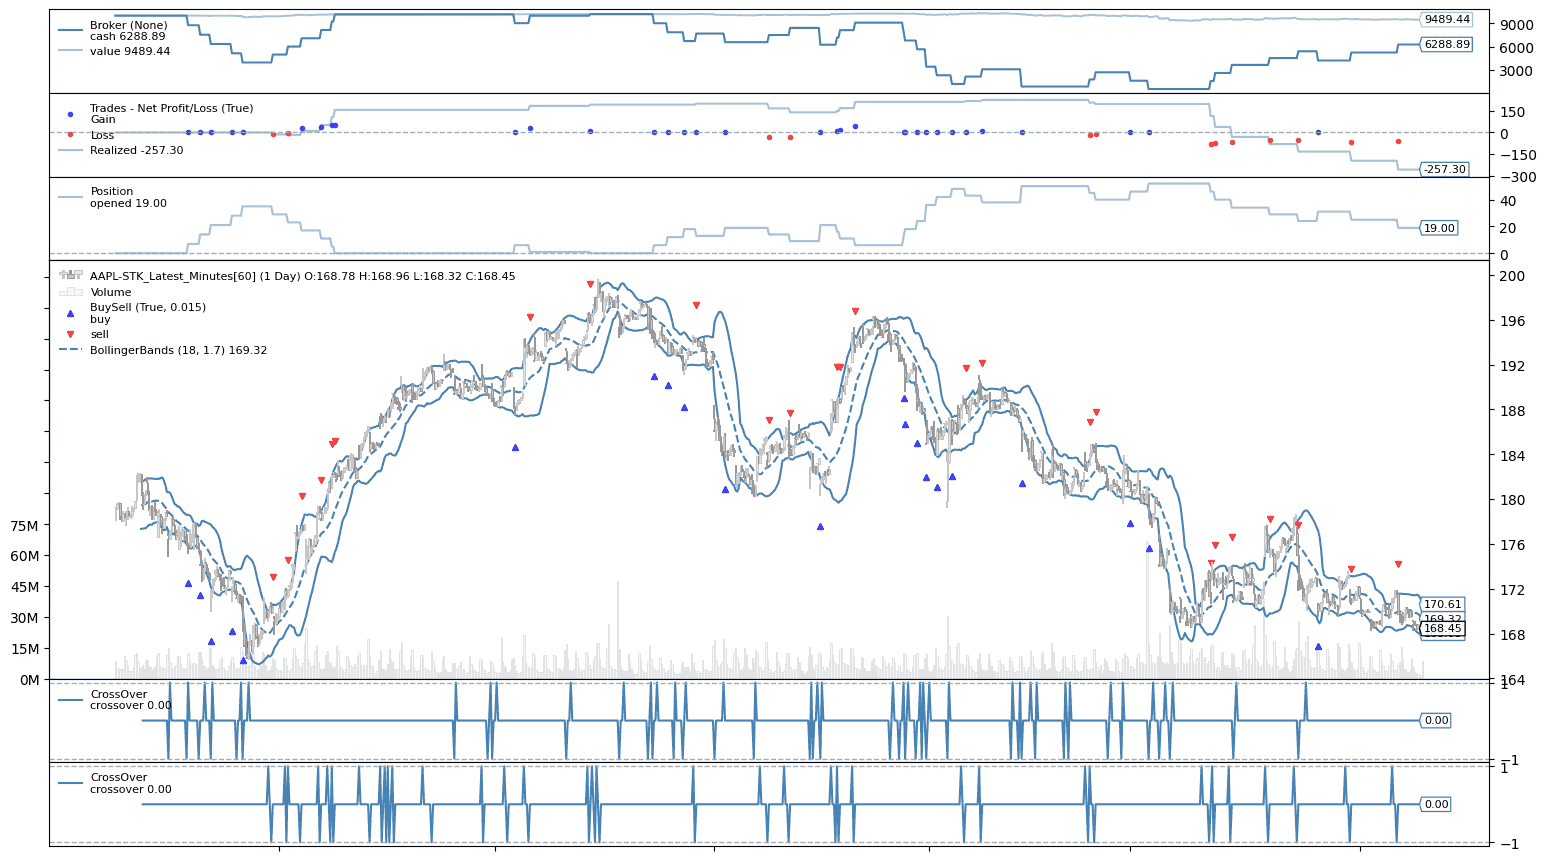 Broker (None)
cash 6288.89
value 9489.44
9489.44
6288.89
9000
6000
3000
Trades - Net Profit/Loss (True)
Gain
Loss
Realized -257.30
-257.30
150
0
−150
−300
Position
opened 19.00
19.00
40
20
0
AAPL-STK_Latest_Minutes[60] (1 Day) O:168.78 H:168.96 L:168.32 C:168.45
Volume
BuySell (True, 0.015)
buy
sell
BollingerBands (18, 1.7) 169.32
200
196
192
188
184
180
176
172
168
164
75M
60M
45M
30M
15M
0M
170.61
169.32
168.45
CrossOver
crossover 0.00
0.00
1
−1
CrossOver
crossover 0.00
0.00
1
−1